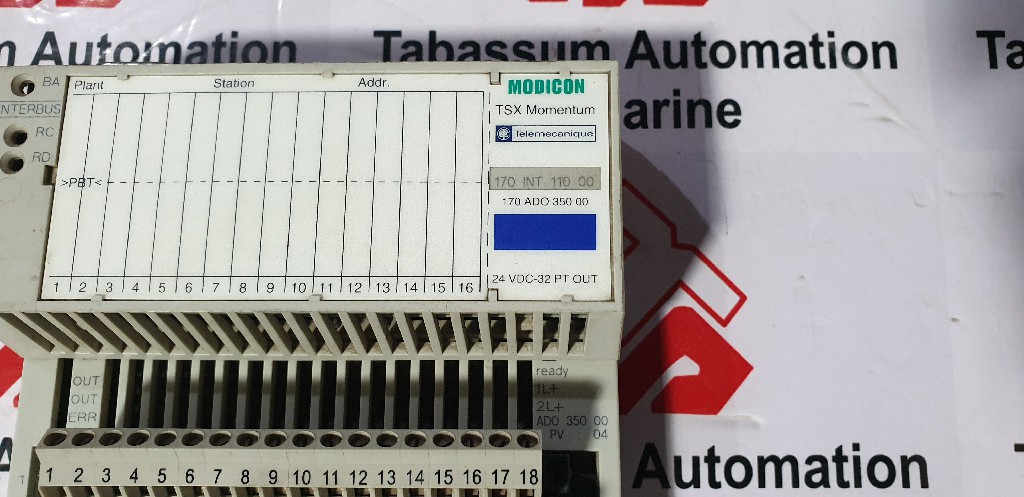 m Automation
Tabassum Automation
Ta
arine
BA
INTERBUS
RC
RD
Plant Station Addr.
MODICON
TSX Momentum
Telemecanique
>PBT<
170 INT 110 00
170 ADO 350 00
24 VDC-32 PT OUT
1 2 3 4 5 6 7 8 9 10 11 12 13 14 15 16
OUT
OUT
ERR
ready
1L+
2L+
ADO 350 00
PV : 04
1
1 2 3 4 5 6 7 8 9 10 11 12 13 14 15 16 17 18
Automation